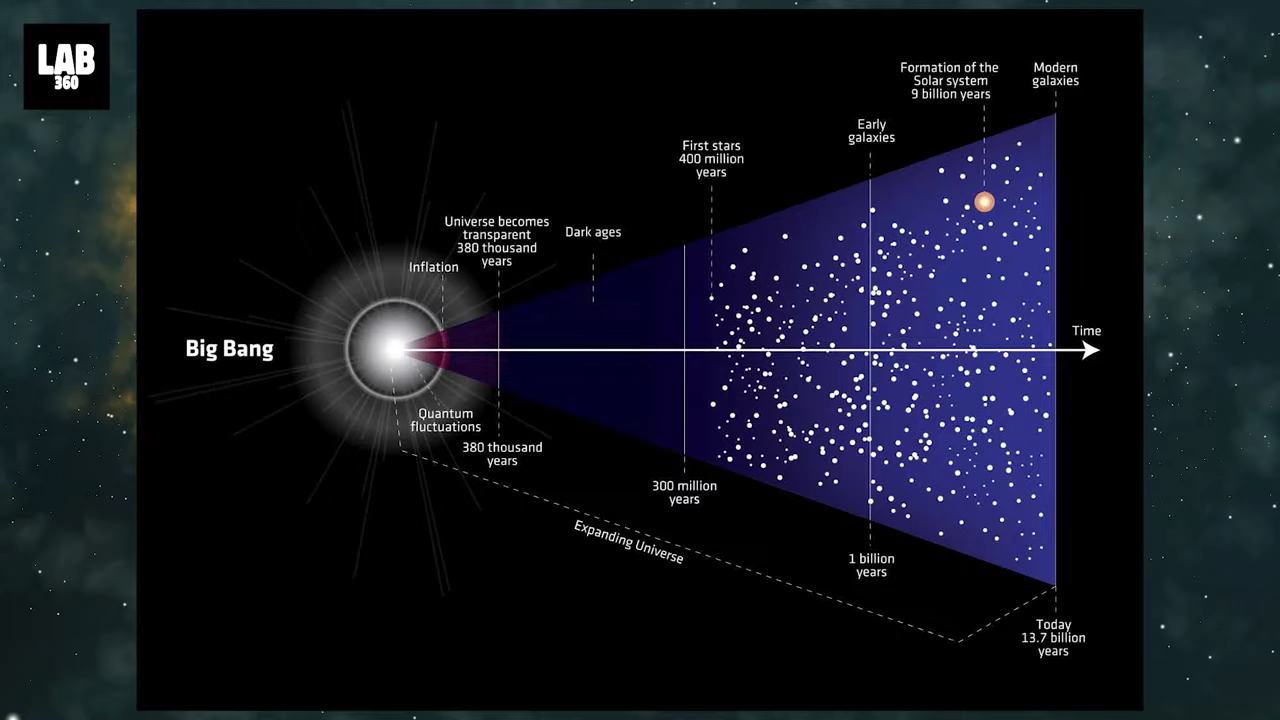 LAB
360
Formation of the
Solar system
9 billion years
Modern
galaxies
Early
galaxies
First stars
400 million
years
Universe becomes
transparent
380 thousand
years
Dark ages
Inflation
Time
Big Bang
Quantum
fluctuations
380 thousand
years
300 million
years
Expanding Universe
1 billion
years
Today
13.7 billion
years